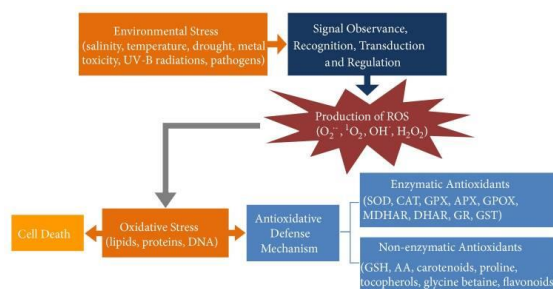 Environmental Stress
(salinity, temperature, drought, metal
toxicity, UV-B radiations, pathogens)
Signal Observance,
Recognition, Transduction
and Regulation
Production of ROS
(O₂⁻˙, ¹O₂, OH˙, H₂O₂)
Cell Death
Oxidative Stress
(lipids, proteins, DNA)
Antioxidative
Defense
Mechanism
Enzymatic Antioxidants
(SOD, CAT, GPX, APX, GPOX,
MDHAR, DHAR, GR, GST)
Non-enzymatic Antioxidants
(GSH, AA, carotenoids, proline,
tocopherols, glycine betaine, flavonoids